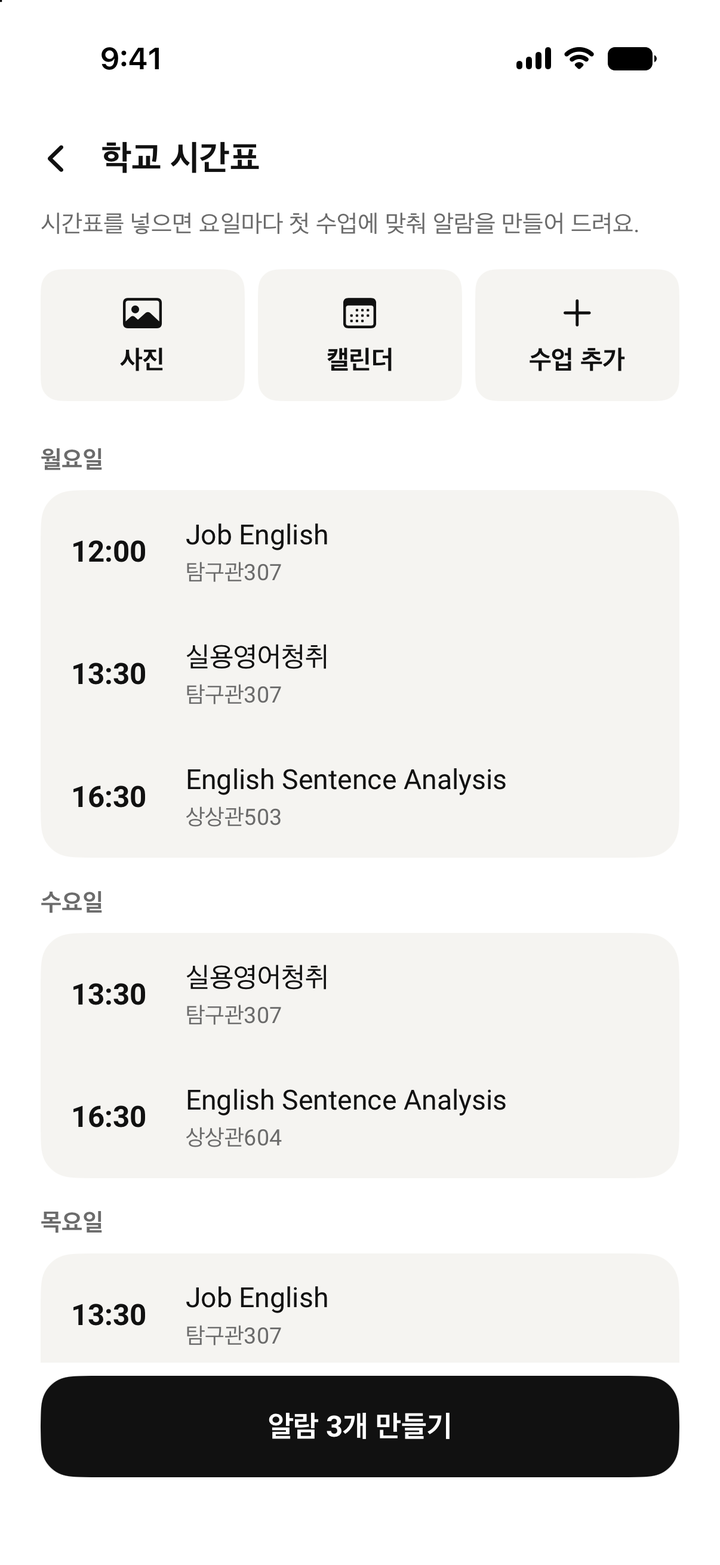 9:41
학교 시간표
시간표를 넣으면 요일마다 첫 수업에 맞춰 알람을 만들어 드려요.
사진
캘린더
수업 추가
월요일
12:00
Job English
탐구관307
13:30
실용영어청취
탐구관307
16:30
English Sentence Analysis
상상관503
수요일
13:30
실용영어청취
탐구관307
16:30
English Sentence Analysis
상상관604
목요일
13:30
Job English
탐구관307
알람 3개 만들기